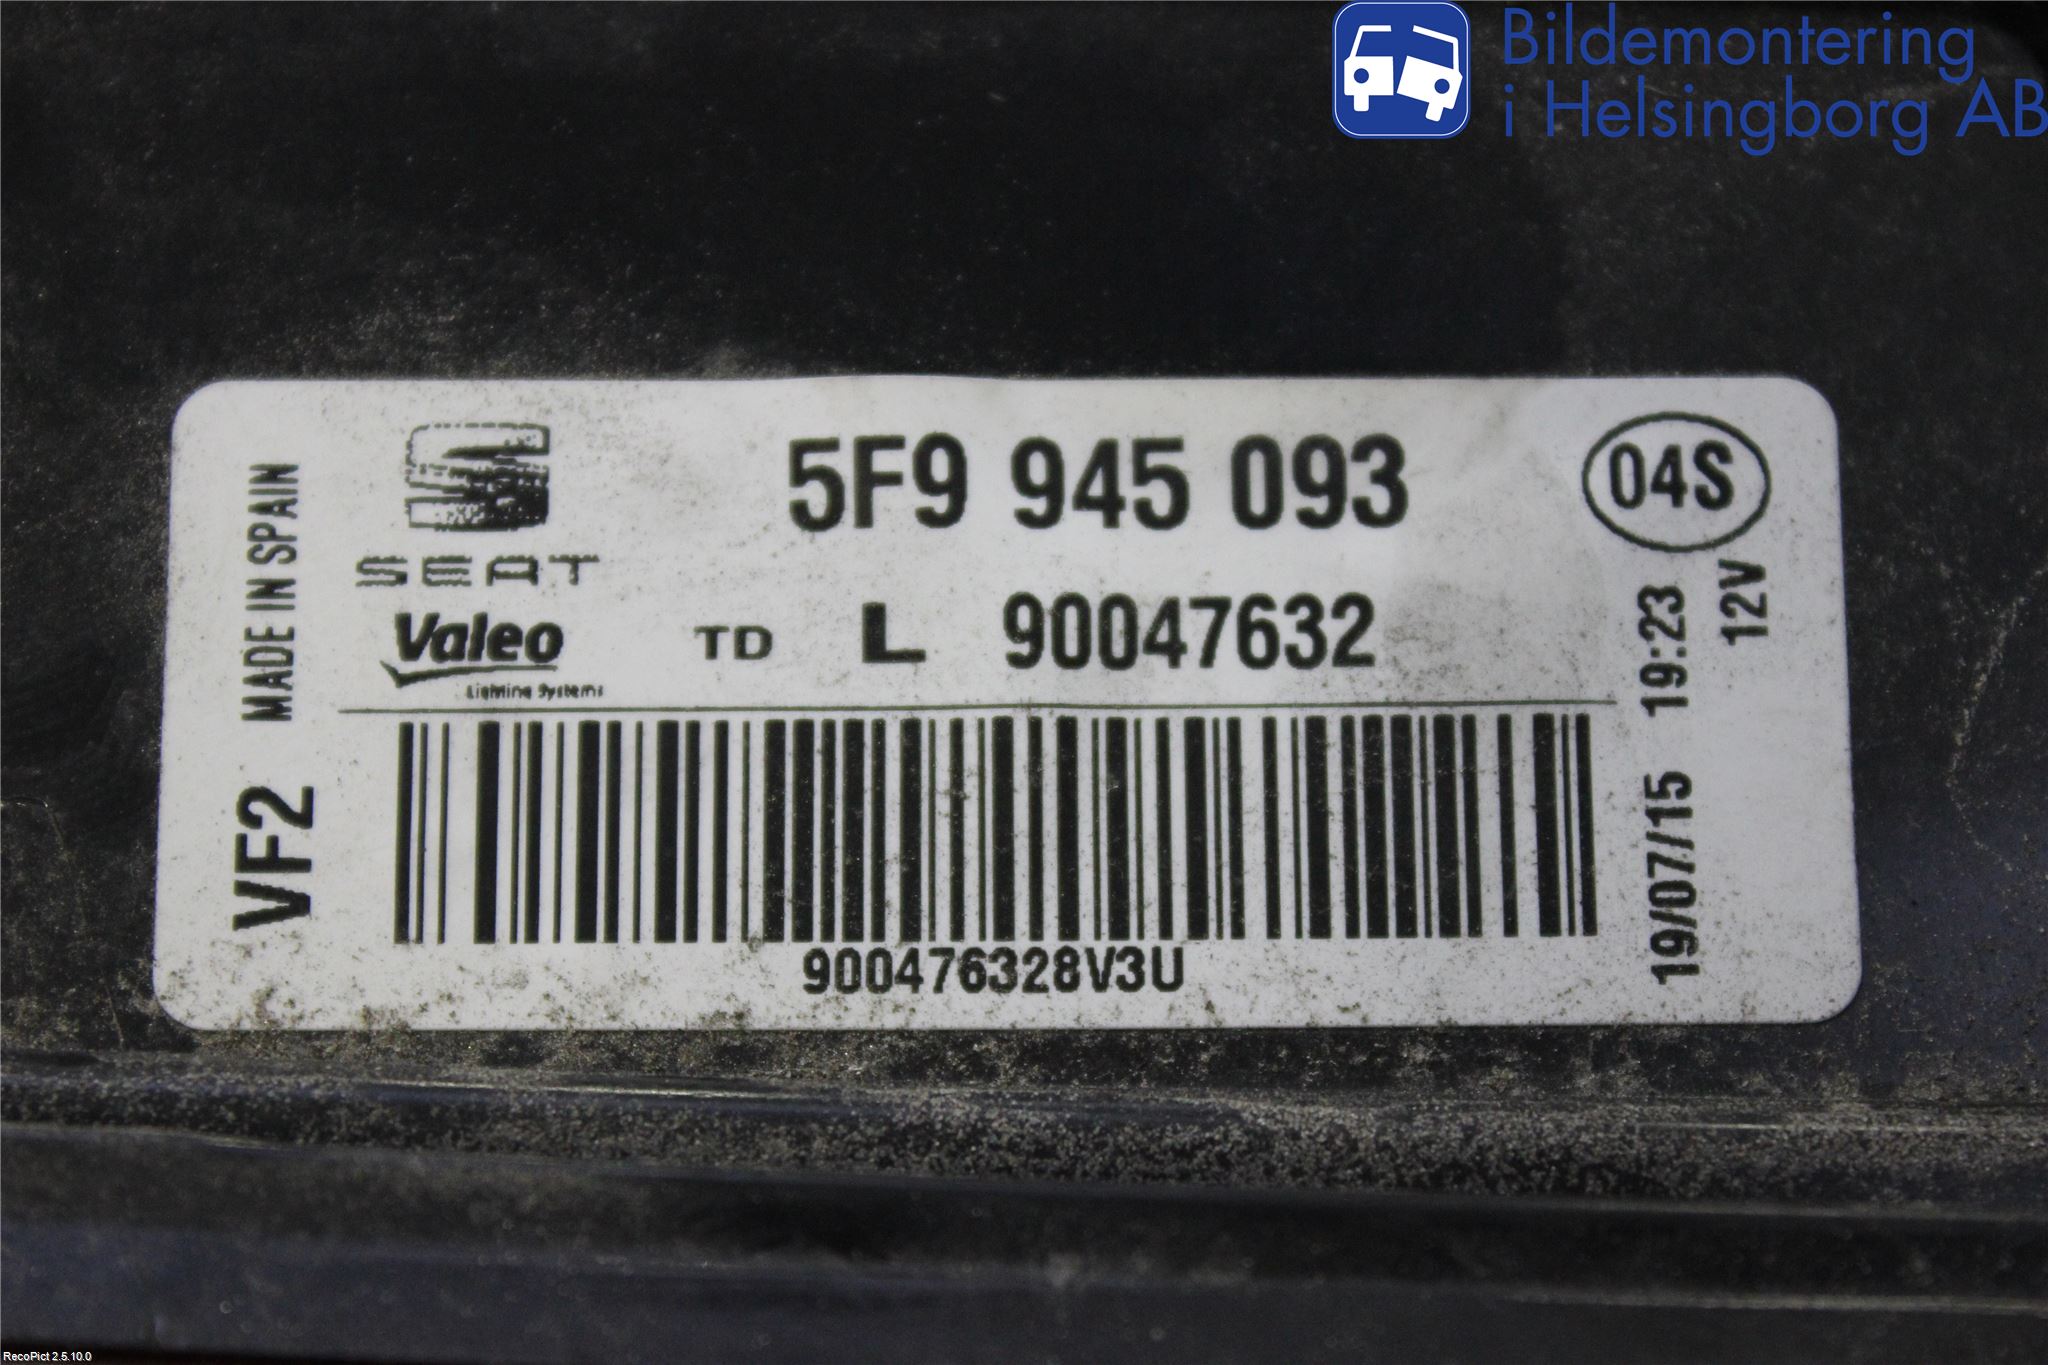 Bildemontering
i Helsingborg AB
MADE IN SPAIN
VF2
SEAT
5F9 945 093
04S
Valeo
Lighting Systems
TD L 90047632
12V
19/07/15 19:23
900476328V3U
RecoPict 2.5.10.0